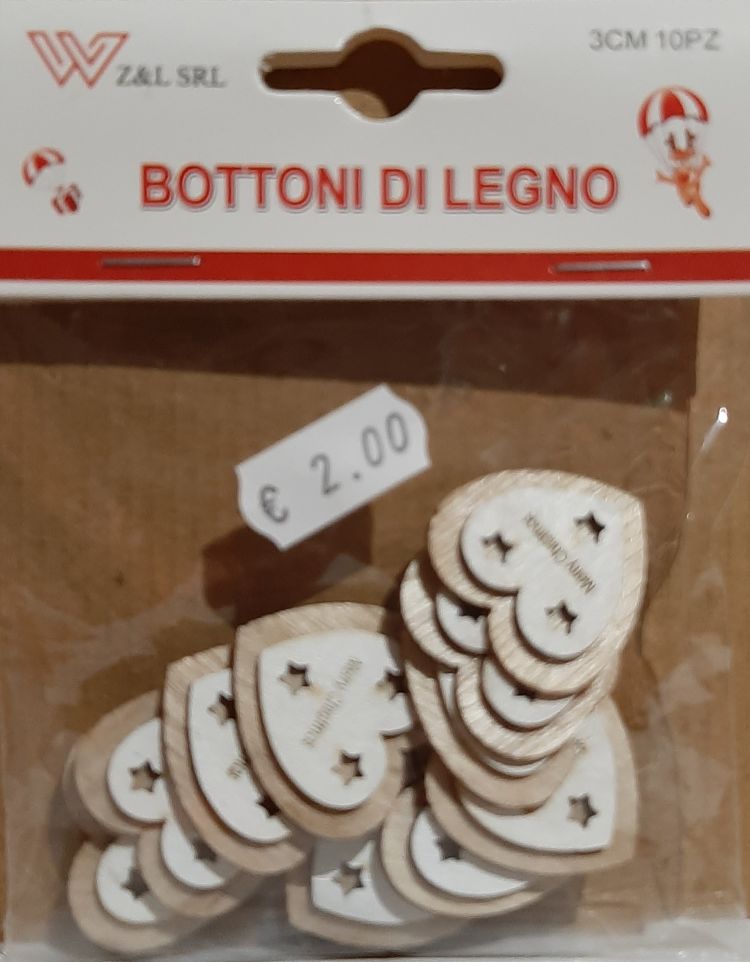 Z&L SRL
3CM 10PZ
BOTTONI DI LEGNO
€ 2.00
Merry Christmas
Merry Christmas